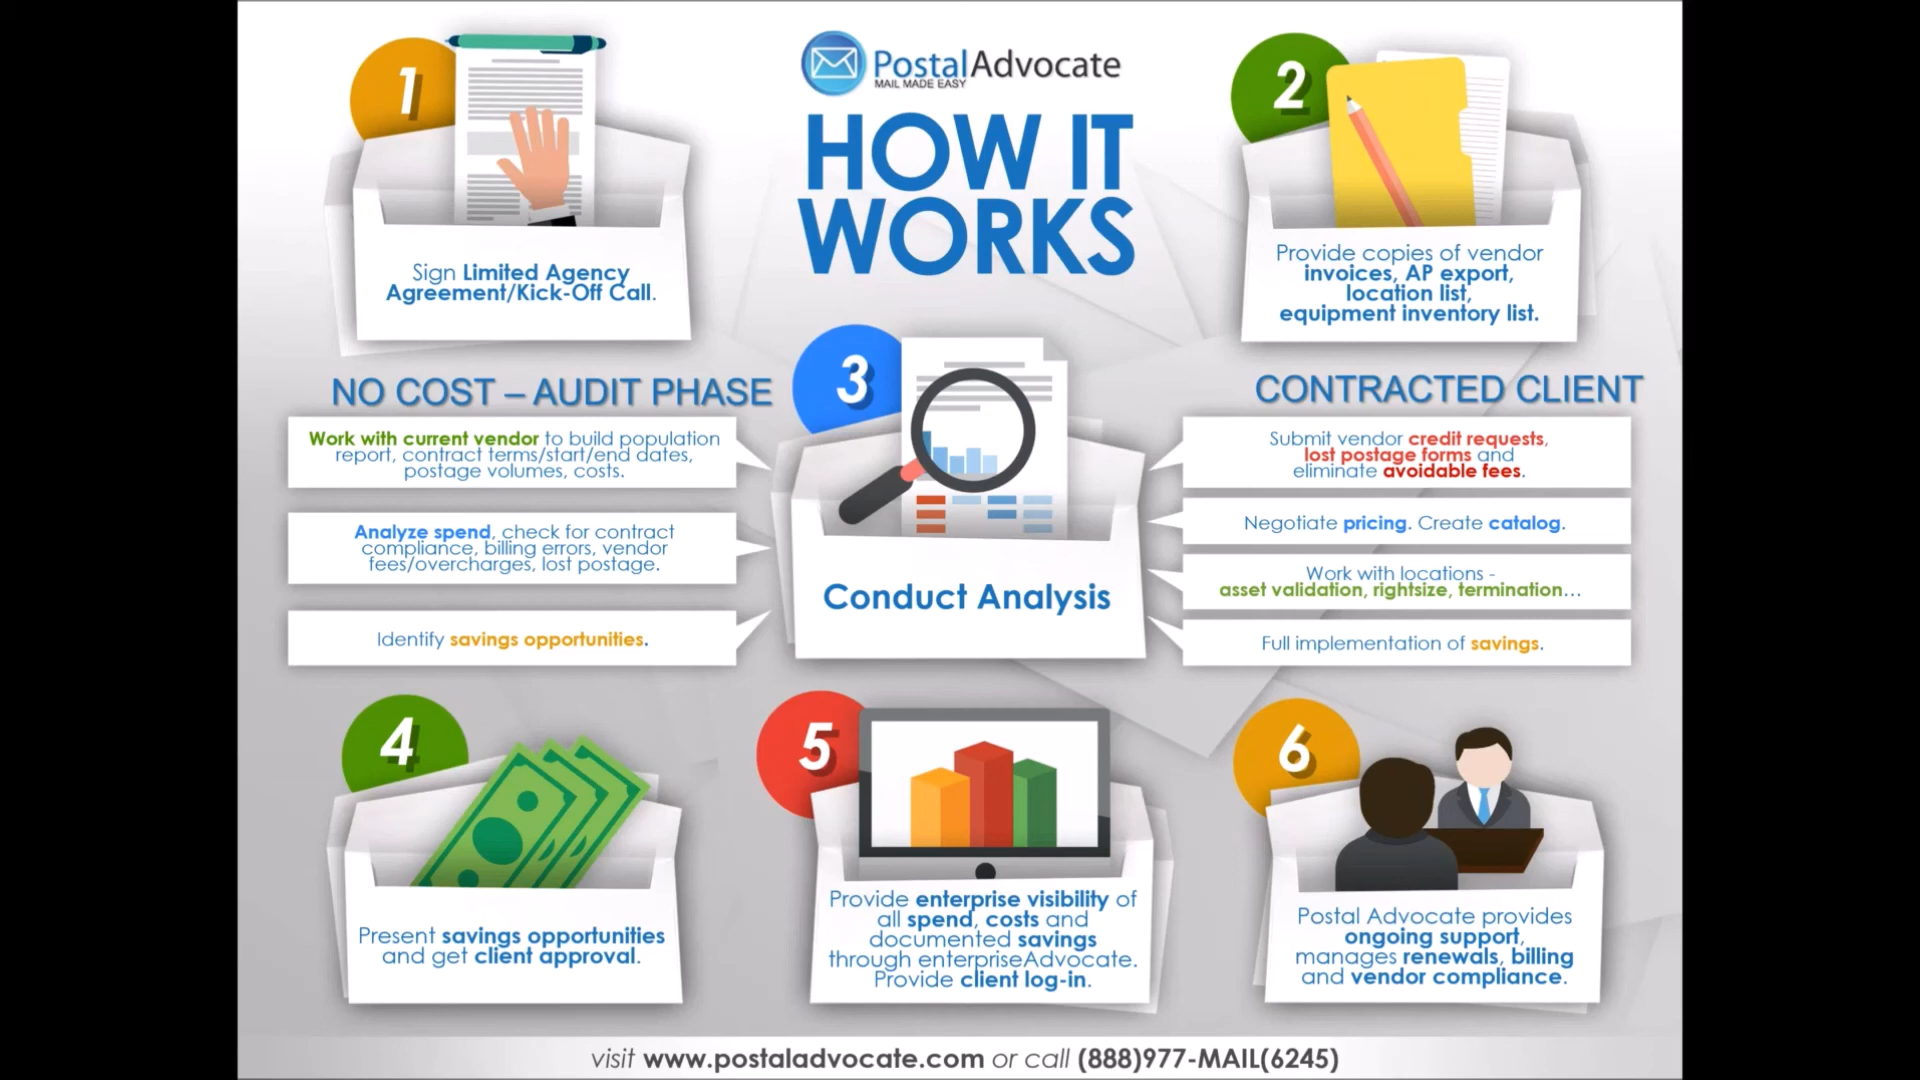 1
PostalAdvocate
MAIL MADE EASY
HOW IT
WORKS
2
Sign Limited Agency
Agreement/Kick-Off Call.
Provide copies of vendor
invoices, AP export,
location list,
equipment inventory list.
NO COST – AUDIT PHASE
Work with current vendor to build population
report, contract terms/start/end dates,
postage volumes, costs.
Analyze spend, check for contract
compliance, billing errors, vendor
fees/overcharges, lost postage.
Identify savings opportunities.
3
Conduct Analysis
CONTRACTED CLIENT
Submit vendor credit requests,
lost postage forms and
eliminate avoidable fees.
Negotiate pricing. Create catalog.
Work with locations -
asset validation, rightsize, termination...
Full implementation of savings.
4
Present savings opportunities
and get client approval.
5
Provide enterprise visibility of
all spend, costs and
documented savings
through enterpriseAdvocate.
Provide client log-in.
6
Postal Advocate provides
ongoing support,
manages renewals, billing
and vendor compliance.
visit www.postaladvocate.com or call (888)977-MAIL(6245)